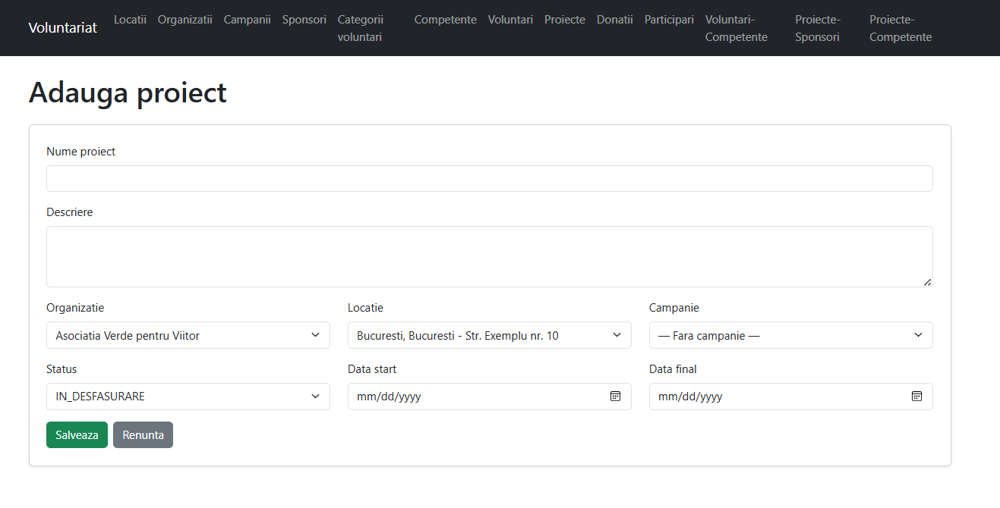 Voluntariat Locatii Organizatii Campanii Sponsori Categorii voluntari Competente Voluntari Proiecte Donatii Participari Voluntari-Competente Proiecte-Sponsori Proiecte-Competente
Adauga proiect
Nume proiect
Descriere
Organizatie Locatie Campanie
Asociatia Verde pentru Viitor Bucuresti, Bucuresti - Str. Exemplu nr. 10 — Fara campanie —
Status Data start Data final
IN_DESFASURARE mm/dd/yyyy mm/dd/yyyy
Salveaza Renunta